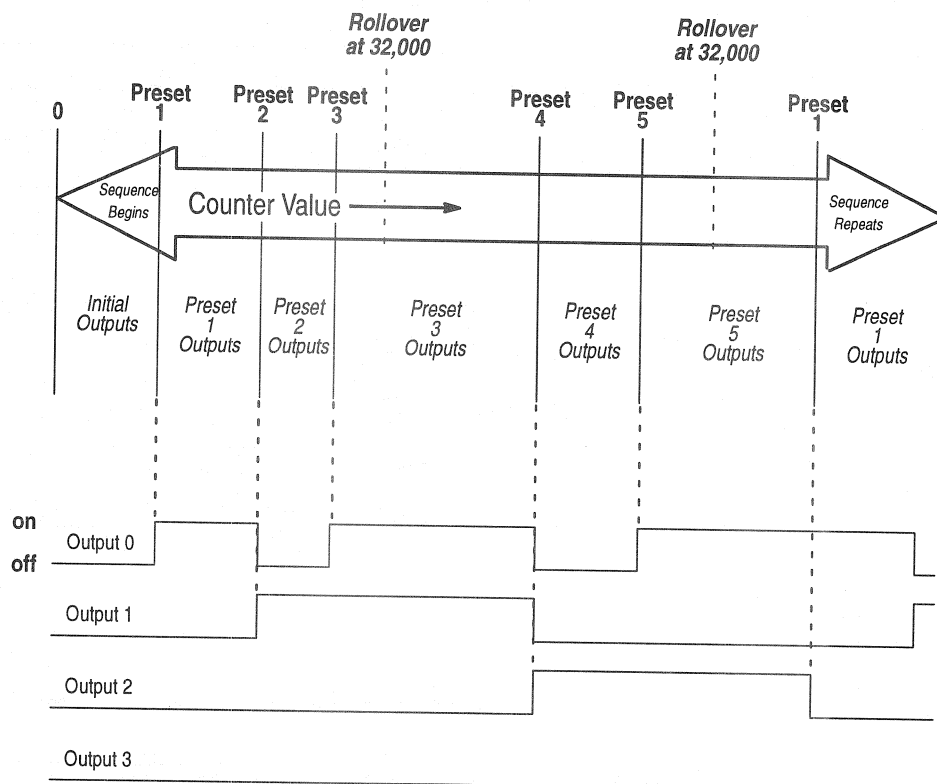 Rollover
at 32,000
Rollover
at 32,000
0
Preset
1
Preset
2
Preset
3
Preset
4
Preset
5
Preset
1
Sequence
Begins
Counter Value
Sequence
Repeats
Initial
Outputs
Preset
1
Outputs
Preset
2
Outputs
Preset
3
Outputs
Preset
4
Outputs
Preset
5
Outputs
Preset
1
Outputs
on
Output 0
off
Output 1
Output 2
Output 3